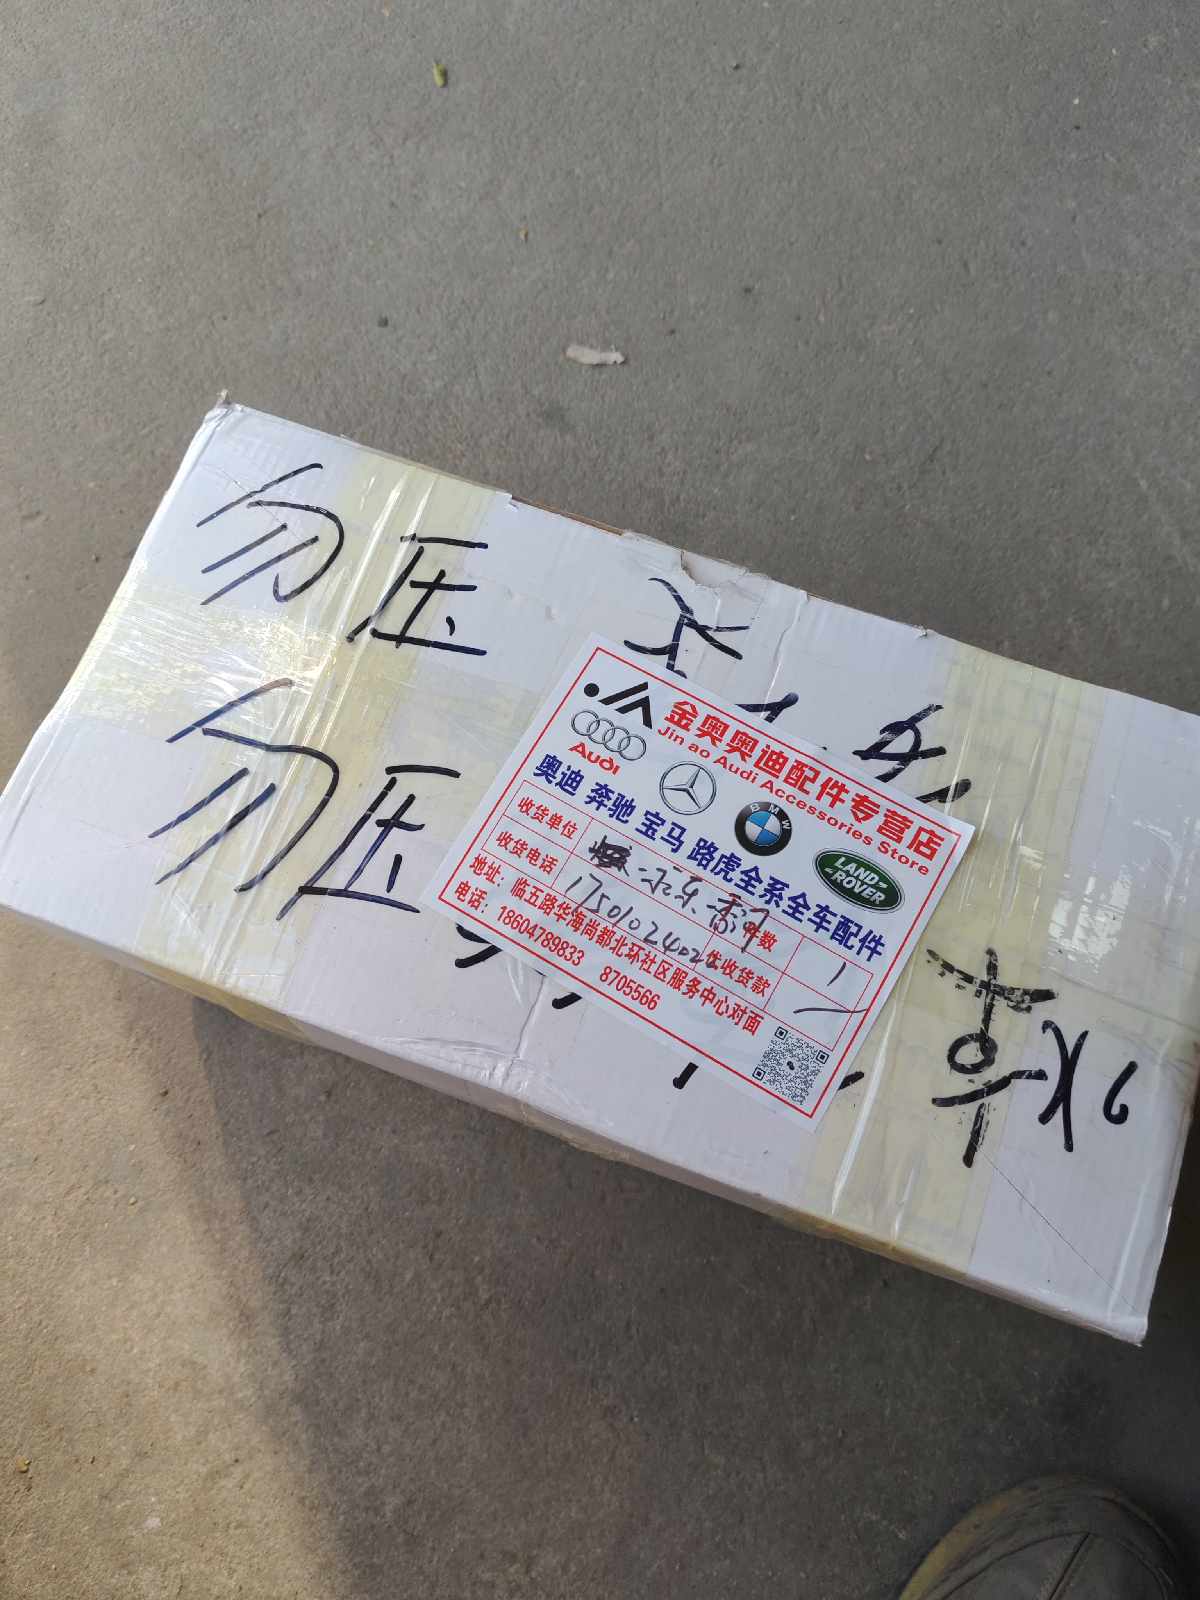 勿压
勿压
金奥奥迪配件专营店
Jin ao Audi Accessories Store
Audi
BMW
LAND-
-ROVER
奥迪 奔驰 宝马 路虎全系全车配件
收货单位
件数 1
收货电话 17501024022
代收货款
地址：临五路华海尚都北环社区服务中心对面
电话：18604789833 8705566